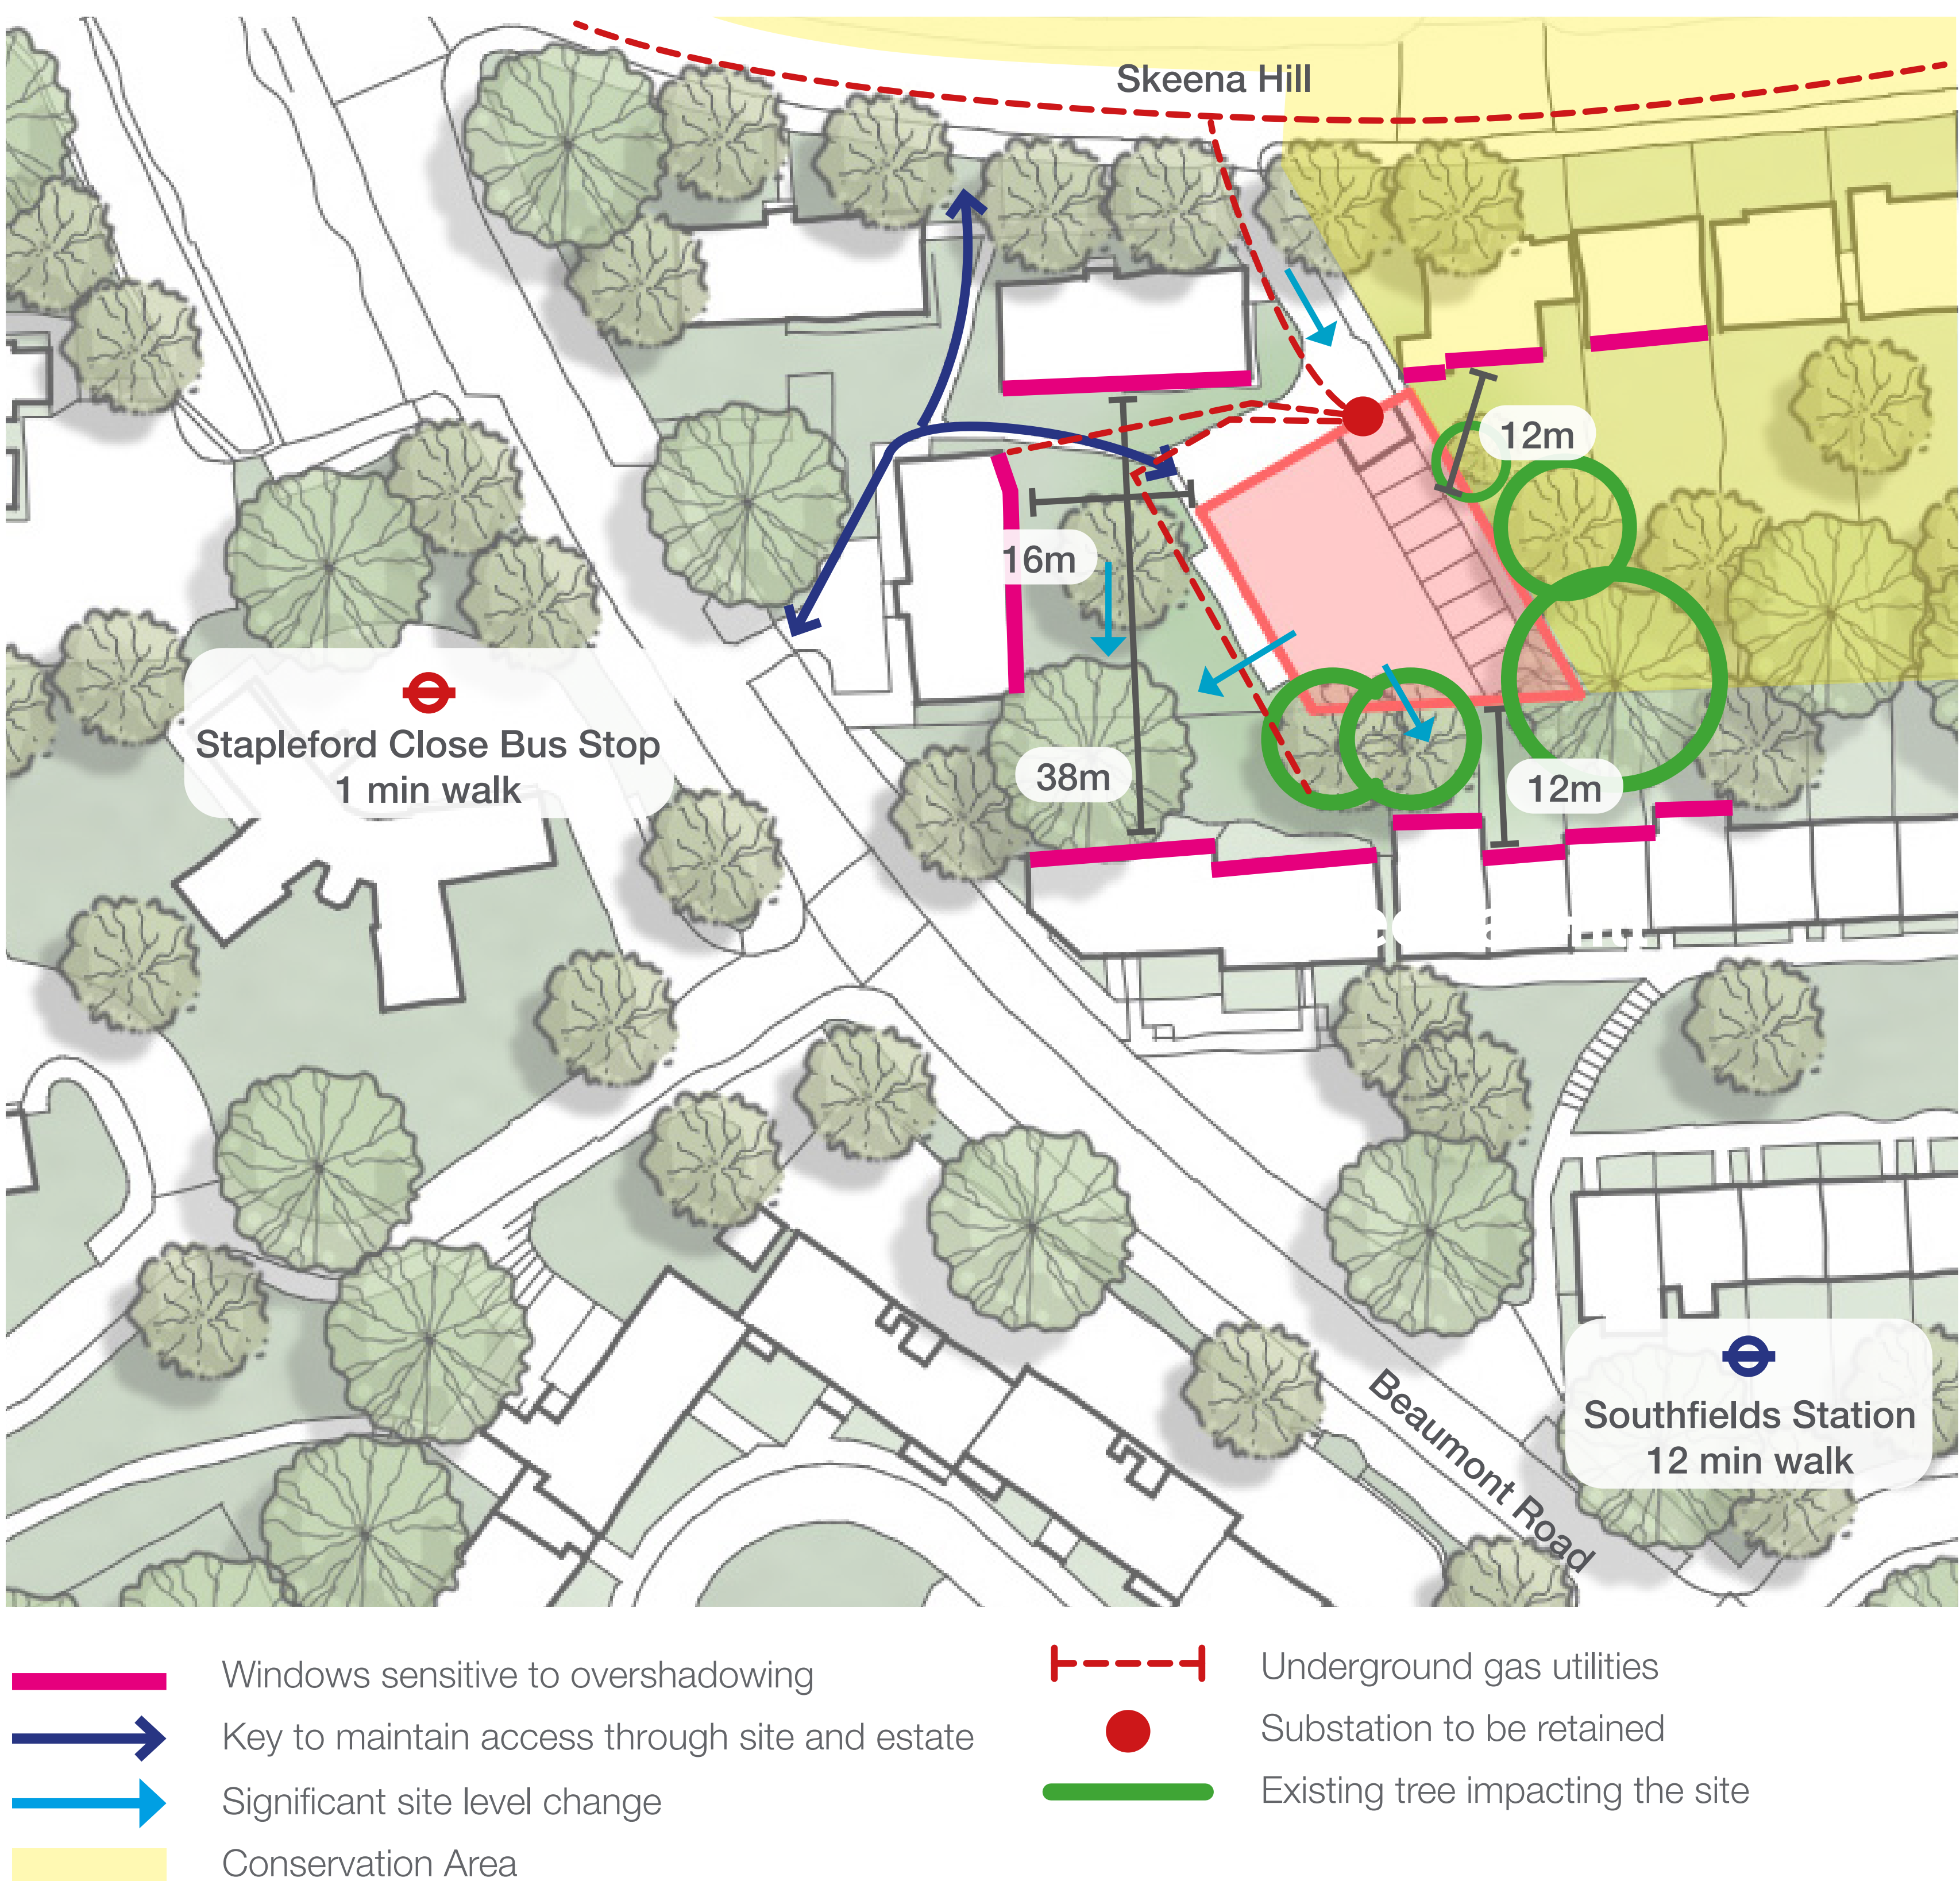 Skeena Hill
12m
16m
Stapleford Close Bus Stop
1 min walk
38m
12m
Beaumont Road
Southfields Station
12 min walk
Windows sensitive to overshadowing
Key to maintain access through site and estate
Significant site level change
Conservation Area
Underground gas utilities
Substation to be retained
Existing tree impacting the site